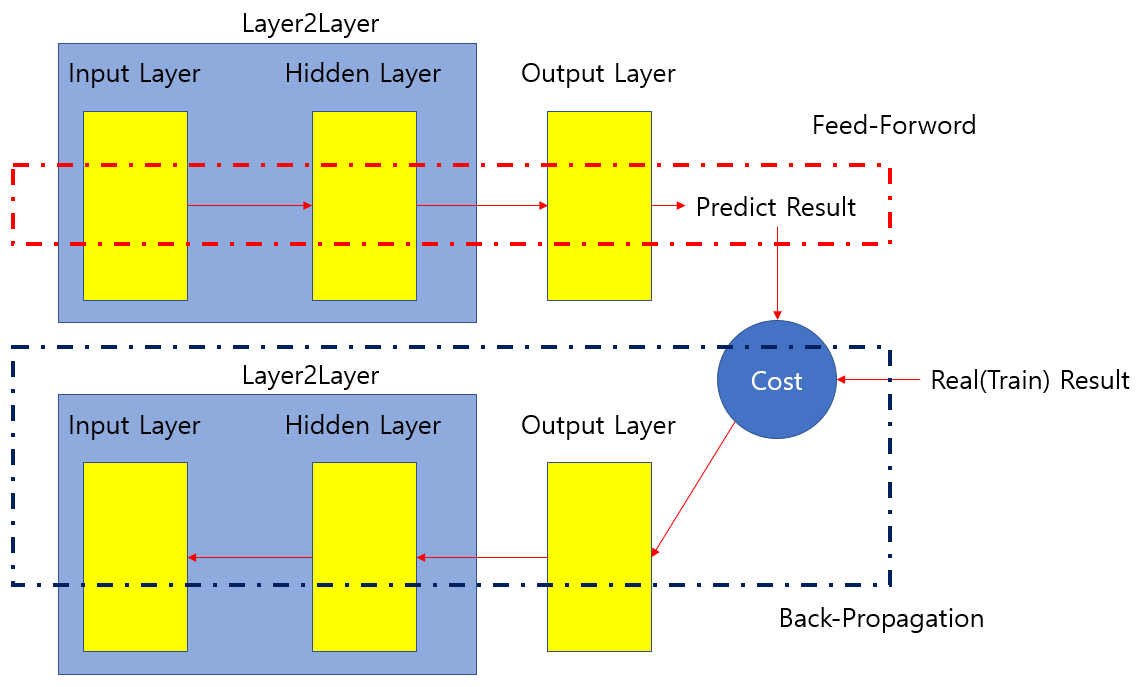 Layer2Layer
Input Layer
Hidden Layer
Output Layer
Feed-Forword
Predict Result
Cost
Real(Train) Result
Layer2Layer
Input Layer
Hidden Layer
Output Layer
Back-Propagation